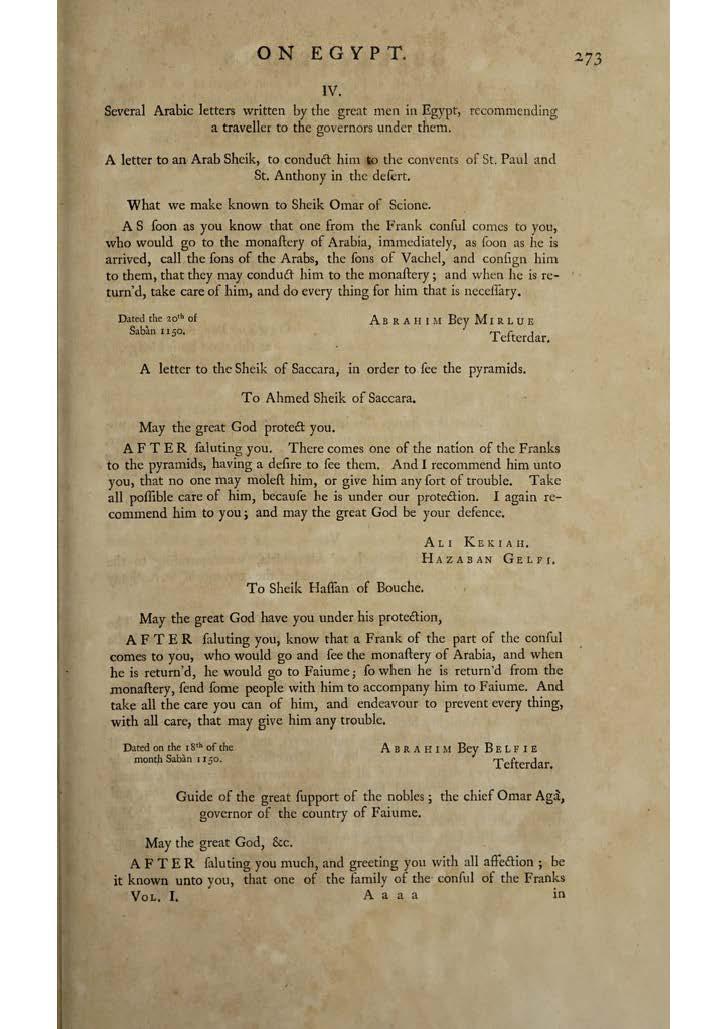 ON EGYPT.
273
IV.
Several Arabic letters written by the great men in Egypt, recommending
a traveller to the governors under them.
A letter to an Arab Sheik, to conduct him to the convents of St. Paul and
St. Anthony in the deſert.
What we make known to Sheik Omar of Scione.
AS ſoon as you know that one from the Frank conſul comes to you,
who would go to the monaſtery of Arabia, immediately, as ſoon as he is
arrived, call the ſons of the Arabs, the ſons of Vachel, and conſign him
to them, that they may conduct him to the monaſtery; and when he is re-
turn'd, take care of him, and do every thing for him that is neceſſary.
Dated the 20th of
Sabàn 1150.
ABRAHIM Bey MIRLUE
Tefterdar.
A letter to the Sheik of Saccara, in order to ſee the pyramids.
To Ahmed Sheik of Saccara.
May the great God protect you.
AFTER ſaluting you. There comes one of the nation of the Franks
to the pyramids, having a deſire to ſee them. And I recommend him unto
you, that no one may moleſt him, or give him any ſort of trouble. Take
all poſſible care of him, becauſe he is under our protection. I again re-
commend him to you; and may the great God be your defence.
ALI KEKIAH.
HAZABAN GELFI.
To Sheik Haſſan of Bouche.
May the great God have you under his protection,
AFTER ſaluting you, know that a Frank of the part of the conſul
comes to you, who would go and ſee the monaſtery of Arabia, and when
he is return'd, he would go to Faiume; ſo when he is return'd from the
monaſtery, ſend ſome people with him to accompany him to Faiume. And
take all the care you can of him, and endeavour to prevent every thing,
with all care, that may give him any trouble.
Dated on the 18th of the
month Sabàn 1150.
ABRAHIM Bey BELFIE
Tefterdar.
Guide of the great ſupport of the nobles; the chief Omar Agà,
governor of the country of Faiume.
May the great God, &c.
AFTER ſaluting you much, and greeting you with all affection; be
it known unto you, that one of the family of the conſul of the Franks
VOL. I.
A a a a
in